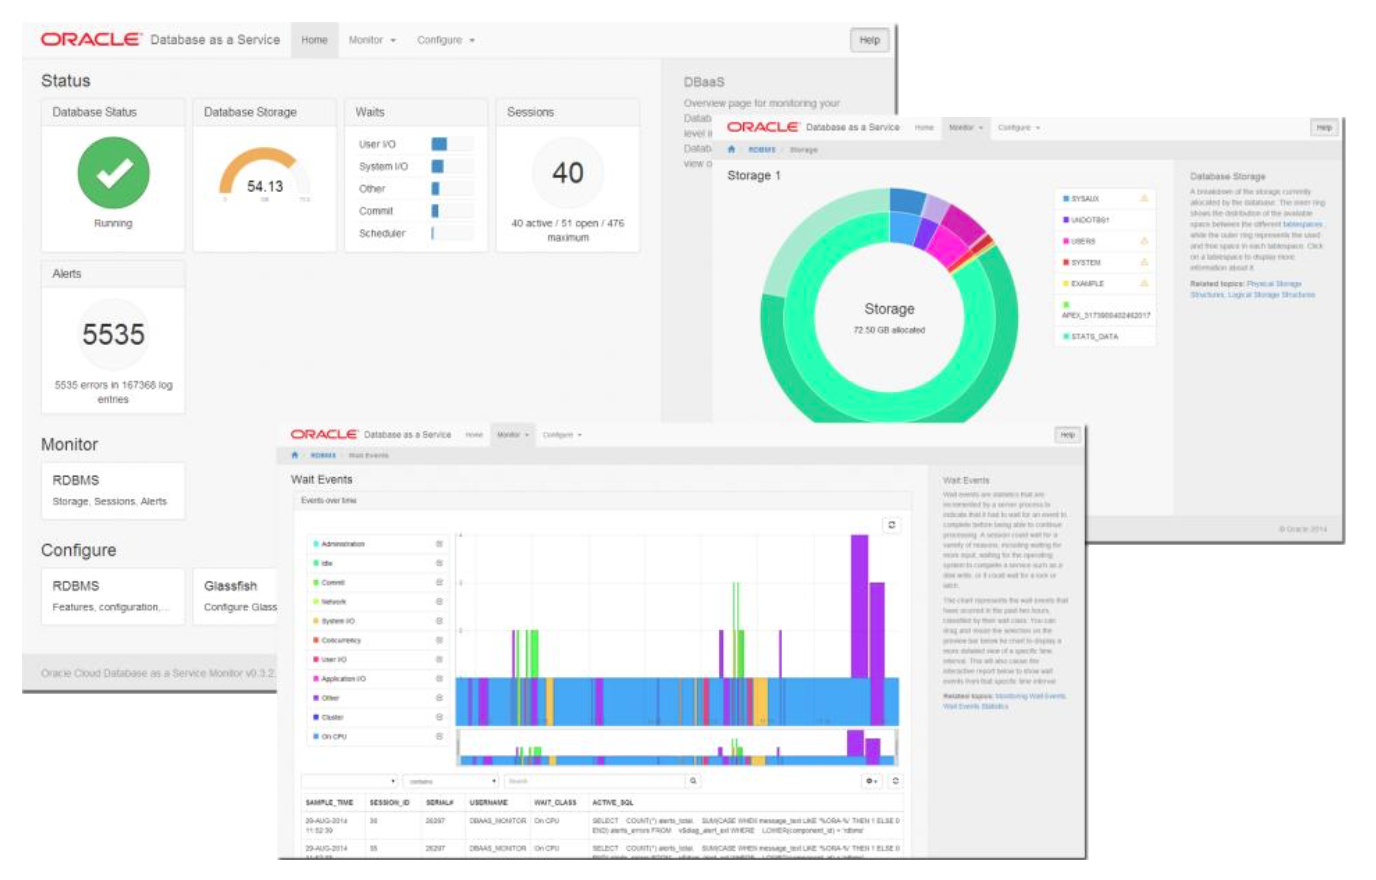 ORACLE Database as a Service Home Monitor Configure Help
Status
Database Status
Running
Database Storage
54.13
0 GB
Waits
User I/O
System I/O
Other
Commit
Scheduler
Sessions
40
40 active / 51 open / 476
maximum
Alerts
5535
5535 errors in 167368 log
entries
Monitor
RDBMS
Storage, Sessions, Alerts
Configure
RDBMS
Features, configuration,...
Glassfish
Configure Glass
Oracle Cloud Database as a Service Monitor v0.3.2.
DBaaS
Overview page for monitoring your
Datab
level i
Datab
view o
ORACLE Database as a Service Home Monitor Configure Help
RDBMS / Storage
Storage 1
Storage
72.50 GB allocated
SYSAUX
UNDOTBS1
USERS
SYSTEM
EXAMPLE
APEX_3173900402462017
STATS_DATA
Database Storage
A breakdown of the storage currently
allocated by the database. The inner ring
shows the distribution of the available
space between the different tablespaces,
while the outer ring represents the used
and free space in each tablespace. Click
on a tablespace to display more
information about it.
Related topics: Physical Storage
Structures, Logical Storage Structures
© Oracle 2014
ORACLE Database as a Service Home Monitor Configure Help
RDBMS / Wait Events
Wait Events
Events over time
Administration
Idle
Commit
Network
System I/O
Concurrency
User I/O
Application I/O
Other
Cluster
On CPU
4
3
2
contains Search
SAMPLE_TIME SESSION_ID SERIAL# USERNAME WAIT_CLASS ACTIVE_SQL
29-AUG-2014 26297 DBAAS_MONITOR On CPU SELECT COUNT(*) alerts_total, SUM(CASE WHEN message_text LIKE '%ORA-%' THEN 1 ELSE 0
11:52:39 END) alerts_errors FROM v$diag_alert_ext WHERE LOWER(component_id) = 'rdbms'
29-AUG-2014 35 26297 DBAAS_MONITOR On CPU SELECT COUNT(*) alerts_total, SUM(CASE WHEN message_text LIKE '%ORA-%' THEN 1 ELSE 0
Wait Events
Wait events are statistics that are
incremented by a server process to
indicate that it had to wait for an event to
complete before being able to continue
processing. A session could wait for a
variety of reasons, including waiting for
more input, waiting for the operating
system to complete a service such as a
disk write, or it could wait for a lock or
latch.
The chart represents the wait events that
have occurred in the past two hours,
classified by their wait class. You can
drag and resize the selection on the
preview bar below he chart to display a
more detailed view of a specific time
interval. This will also cause the
interactive report below to show wait
events from that specific time interval.
Related topics: Monitoring Wait Events,
Wait Events Statistics